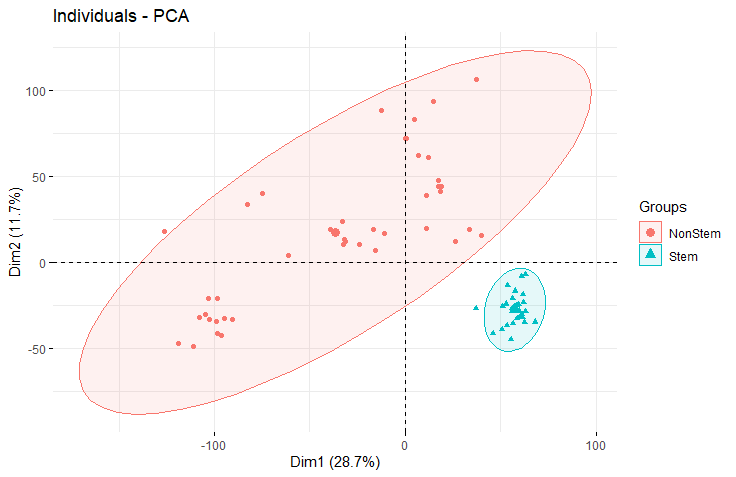 Individuals - PCA
100
50
0
-50
Dim2 (11.7%)
-100
0
100
Dim1 (28.7%)
Groups
NonStem
Stem